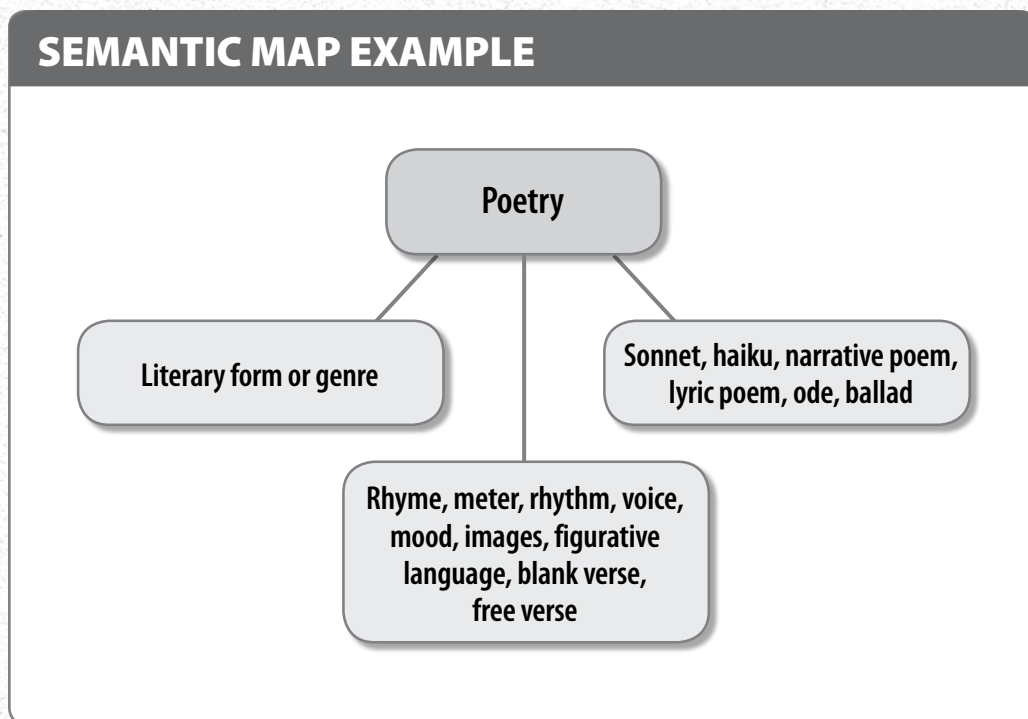 SEMANTIC MAP EXAMPLE
Poetry
Literary form or genre
Sonnet, haiku, narrative poem,
lyric poem, ode, ballad
Rhyme, meter, rhythm, voice,
mood, images, figurative
language, blank verse,
free verse